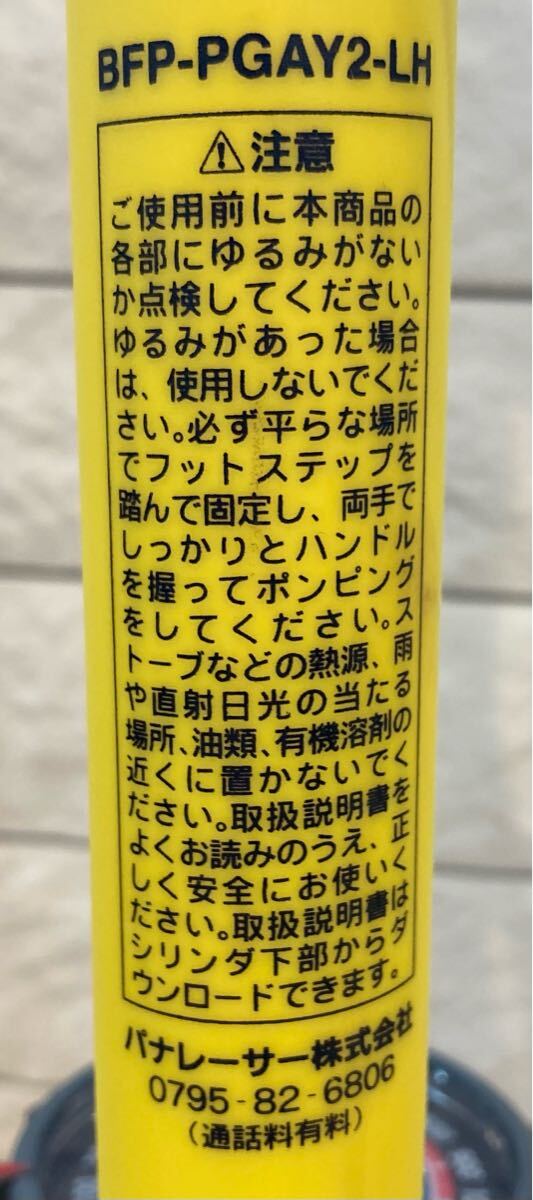 BFP-PGAY2-LH
⚠注意
ご使用前に本商品の
各部にゆるみがない
か点検してください。
ゆるみがあった場合
は、使用しないでくだ
さい。必ず平らな場所
でフットステップを
踏んで固定し、両手で
しっかりとハンドル
を握ってポンピング
をしてください。ス
トーブなどの熱源、雨
や直射日光の当たる
場所、油類、有機溶剤の
近くに置かないでく
ださい。取扱説明書を
よくお読みのうえ、正
しく安全にお使いく
ださい。取扱説明書は
シリンダ下部からダ
ウンロードできます。
パナレーサー株式会社
0795-82-6806
(通話料有料)